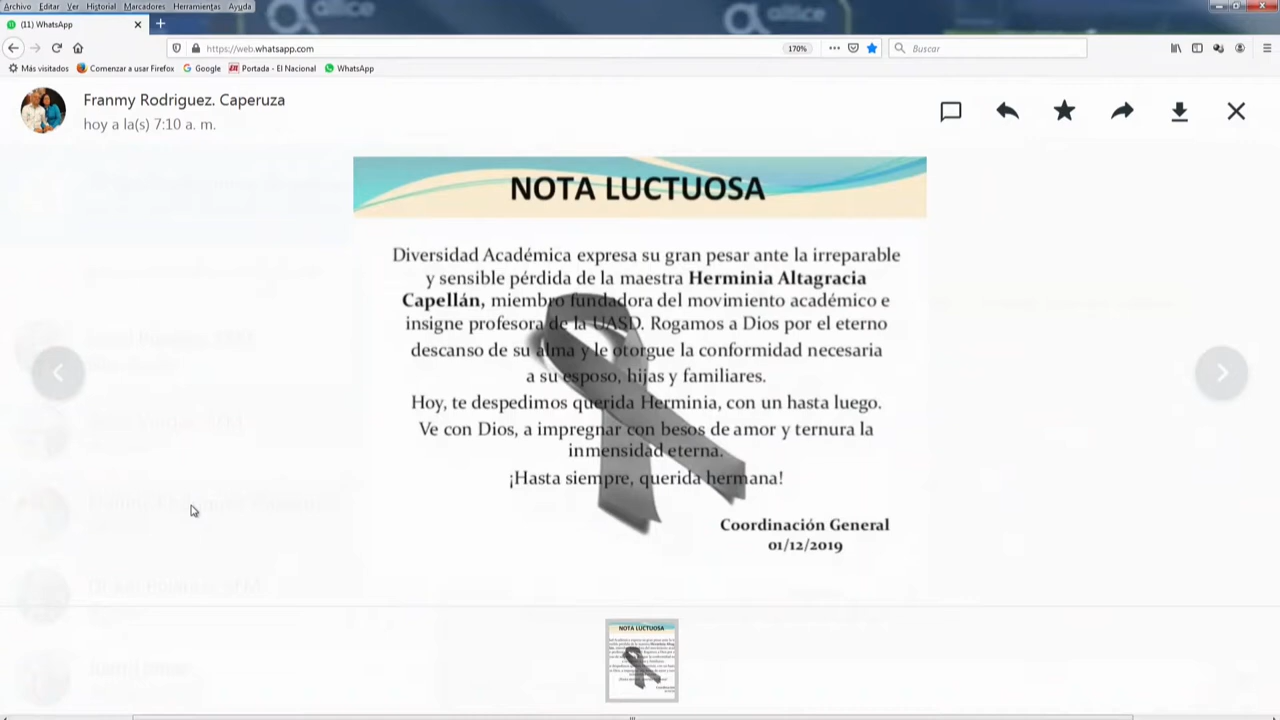 Archivo Editar Ver Historial Marcadores Herramientas Ayuda
altice
altice
(11) WhatsApp
https://web.whatsapp.com
170%
Buscar
Más visitados Comenzar a usar Firefox Google Portada - El Nacional WhatsApp
Franmy Rodriguez. Caperuza
hoy a la(s) 7:10 a. m.
NOTA LUCTUOSA
Diversidad Académica expresa su gran pesar ante la irreparable
y sensible pérdida de la maestra Herminia Altagracia
Capellán, miembro fundadora del movimiento académico e
insigne profesora de la UASD. Rogamos a Dios por el eterno
descanso de su alma y le otorgue la conformidad necesaria
a su esposo, hijas y familiares.
Hoy, te despedimos querida Herminia, con un hasta luego.
Ve con Dios, a impregnar con besos de amor y ternura la
inmensidad eterna.
¡Hasta siempre, querida hermana!
Coordinación General
01/12/2019
NOTA LUCTUOSA